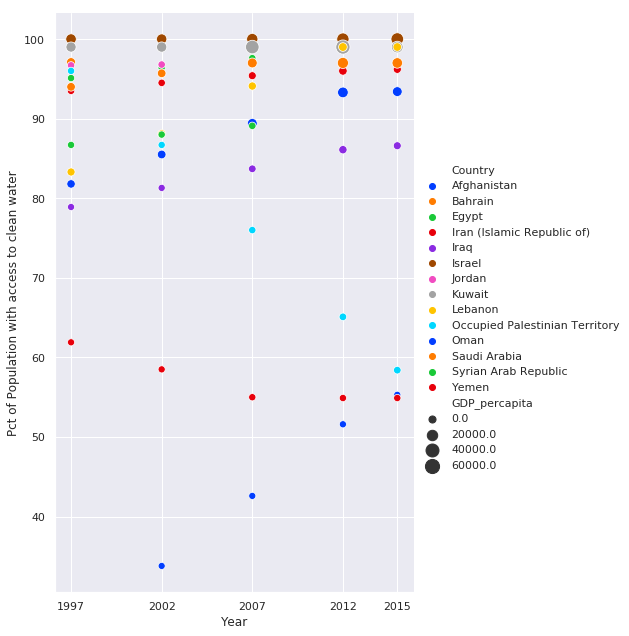 100
90
80
70
60
50
40
Pct of Population with access to clean water
1997
2002
2007
2012
2015
Year
Country
Afghanistan
Bahrain
Egypt
Iran (Islamic Republic of)
Iraq
Israel
Jordan
Kuwait
Lebanon
Occupied Palestinian Territory
Oman
Saudi Arabia
Syrian Arab Republic
Yemen
GDP_percapita
0.0
20000.0
40000.0
60000.0